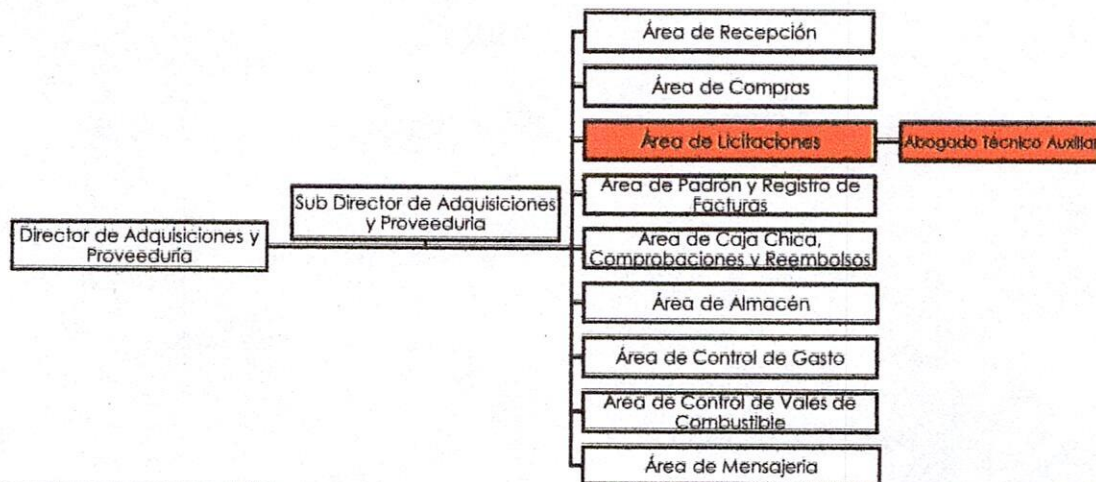 Área de Recepción
Área de Compras
Área de Licitaciones
Abogado Técnico Auxiliar
Área de Padrón y Registro de
Facturas
Sub Director de Adquisiciones
y Proveeduria
Director de Adquisiciones y
Proveeduría
Área de Caja Chica,
Comprobaciones y Reembolsos
Área de Almacén
Área de Control de Gasto
Área de Control de Vales de
Combustible
Área de Mensajeria